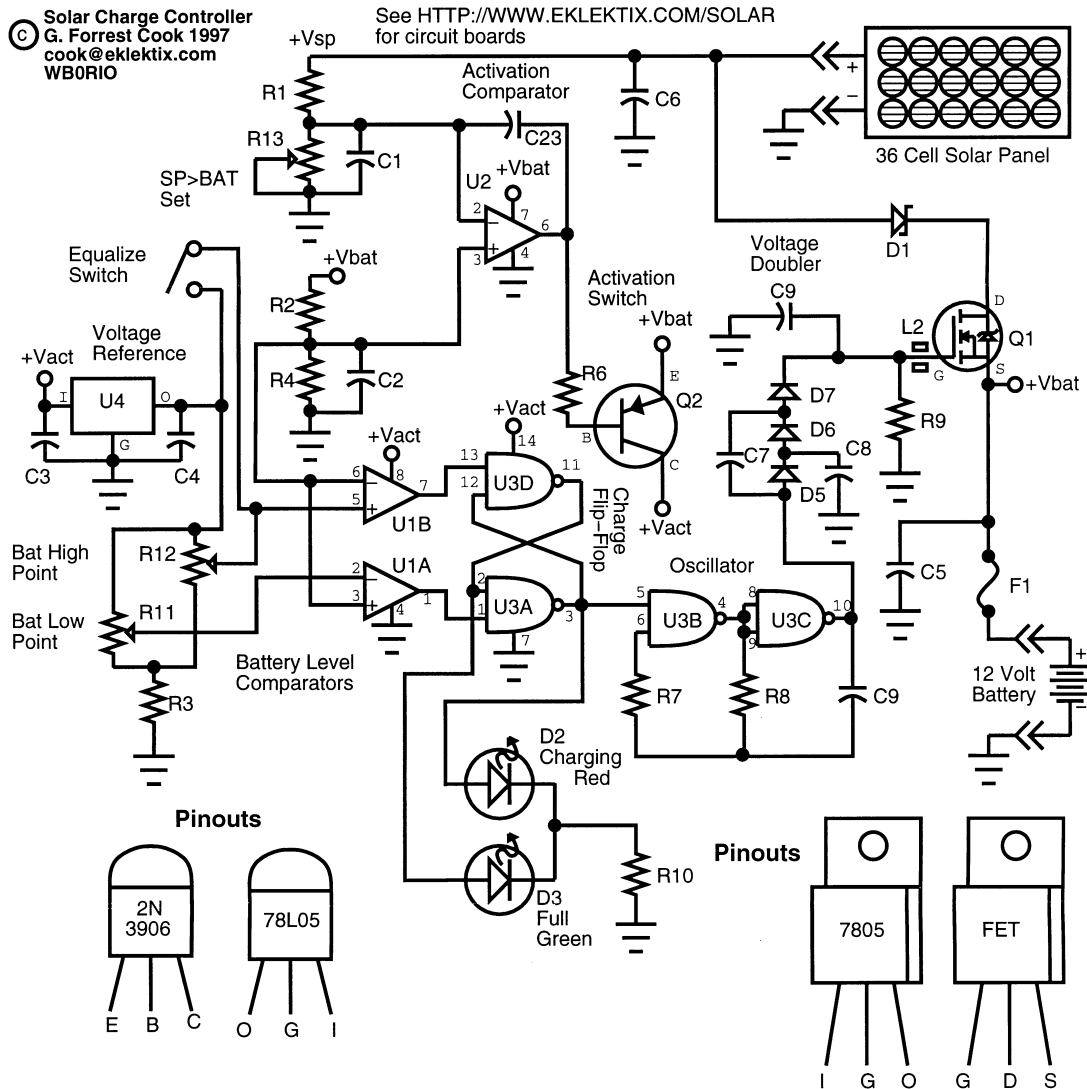 © Solar Charge Controller
G. Forrest Cook 1997
cook@eklektix.com
WB0RIO
See HTTP://WWW.EKLEKTIX.COM/SOLAR
for circuit boards
+Vsp
R1
Activation
Comparator
C6
+
−
36 Cell Solar Panel
R13
C1
C23
SP>BAT
Set
U2
+Vbat
2
−
7
6
+
3
4
D1
Equalize
Switch
+Vbat
R2
Activation
Switch
+Vbat
Voltage
Doubler
C9
D
L2
Q1
G
S
+Vbat
Voltage
Reference
+Vact
I
U4
O
G
C3
C4
R4
C2
R6
E
Q2
B
C
+Vact
D7
D6
C7
C8
D5
R9
+Vact
+Vact
14
13
12
U3D
11
8
6
−
7
5
+
U1B
Charge
Flip–Flop
Bat High
Point
R12
Bat Low
Point
R11
R3
U1A
2
−
3
+
4
1
2
1
U3A
3
7
Battery Level
Comparators
Oscillator
5
6
U3B
4
8
9
U3C
10
C5
F1
R7
R8
C9
12 Volt
Battery
+
−
D2
Charging
Red
D3
Full
Green
R10
Pinouts
2N
3906
E
B
C
78L05
O
G
I
Pinouts
7805
I
G
O
FET
G
D
S